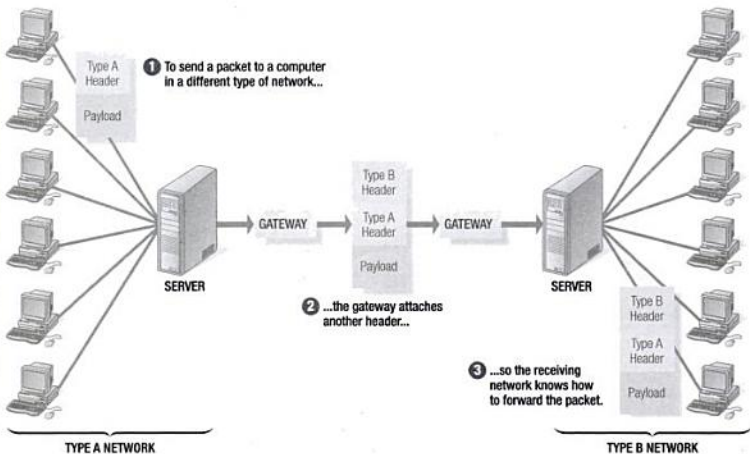 Type A
Header
Payload
1 To send a packet to a computer
in a different type of network...
SERVER
GATEWAY
Type B
Header
Type A
Header
Payload
2 ...the gateway attaches
another header...
GATEWAY
SERVER
Type B
Header
Type A
Header
Payload
3 ...so the receiving
network knows how
to forward the packet.
TYPE A NETWORK
TYPE B NETWORK